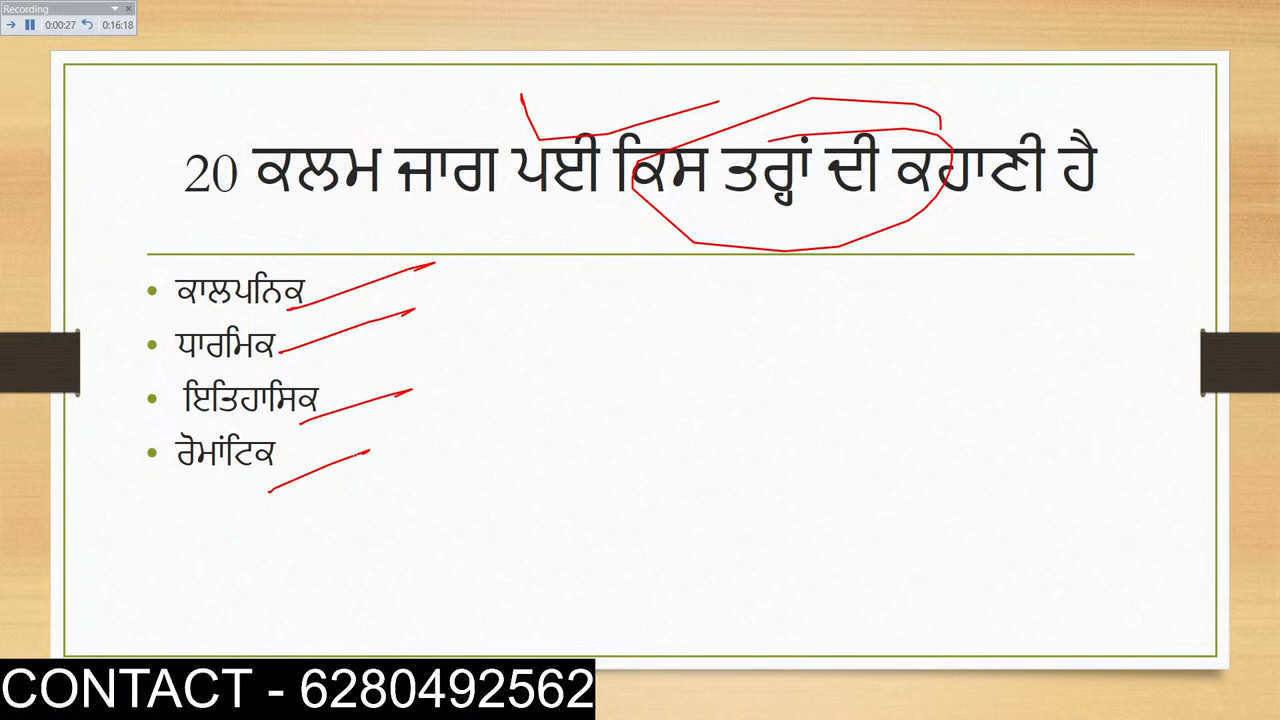 Recording
0:00:27 0:16:18
20 ਕਲਮ ਜਾਗ ਪਈ ਕਿਸ ਤਰ੍ਹਾਂ ਦੀ ਕਹਾਣੀ ਹੈ
• ਕਾਲਪਨਿਕ
• ਧਾਰਮਿਕ
• ਇਤਿਹਾਸਿਕ
• ਰੋਮਾਂਟਿਕ
CONTACT - 6280492562